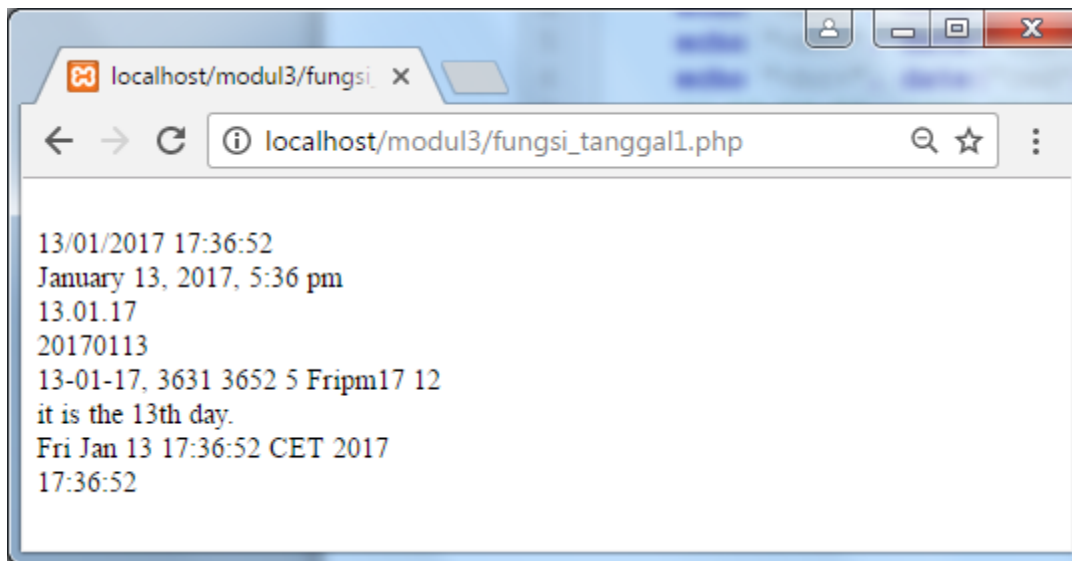 localhost/modul3/fungsi_
localhost/modul3/fungsi_tanggal1.php
13/01/2017 17:36:52
January 13, 2017, 5:36 pm
13.01.17
20170113
13-01-17, 3631 3652 5 Fripm17 12
it is the 13th day.
Fri Jan 13 17:36:52 CET 2017
17:36:52